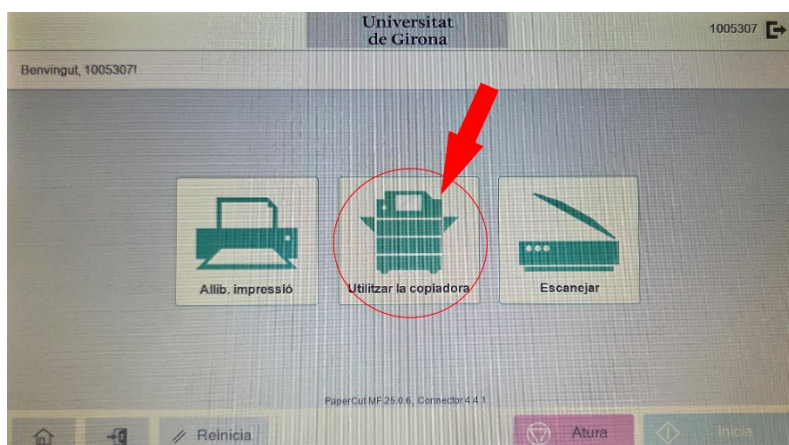 Universitat
de Girona
1005307
Benvingut, 1005307!
Allib. impressió
Utilitzar la copiadora
Escanejar
PaperCut MF 25.0.6, Connector 4.4.1
Reinicia
Atura
Inicia